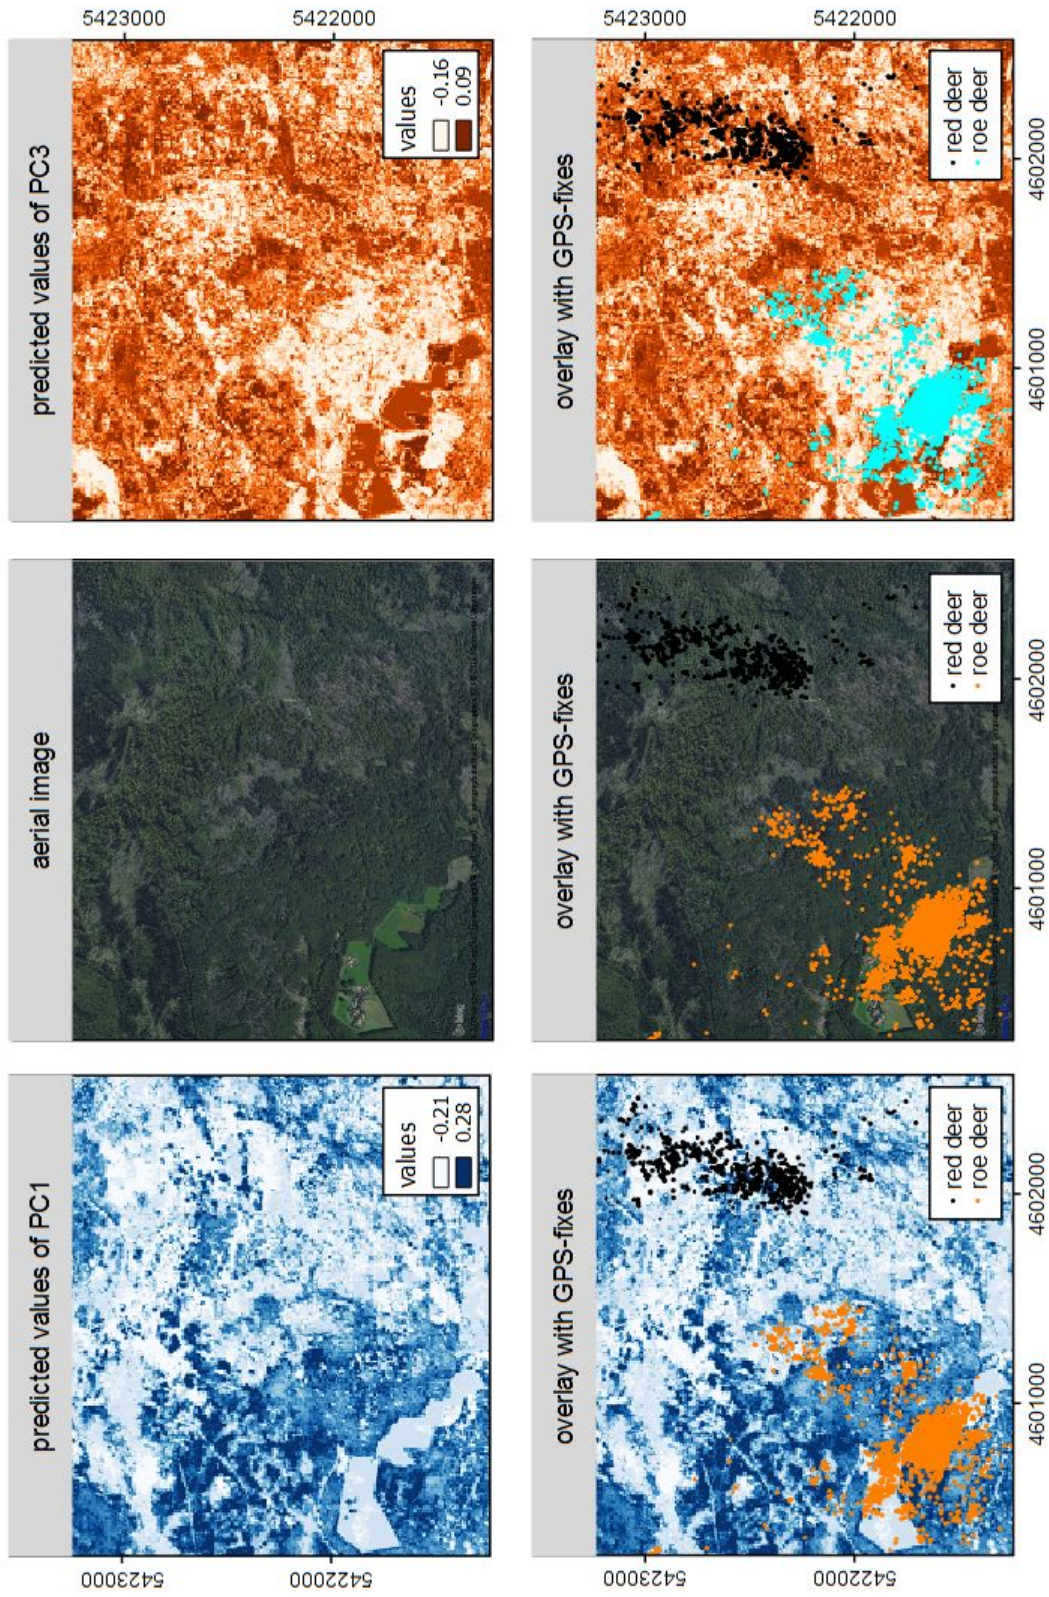 predicted values of PC1
5423000
5422000
values
-0.21
0.28
aerial image
predicted values of PC3
5423000
5422000
values
-0.16
0.09
overlay with GPS-fixes
5423000
5422000
4601000
4602000
red deer
roe deer
overlay with GPS-fixes
4601000
4602000
red deer
roe deer
overlay with GPS-fixes
5423000
5422000
4601000
4602000
red deer
roe deer